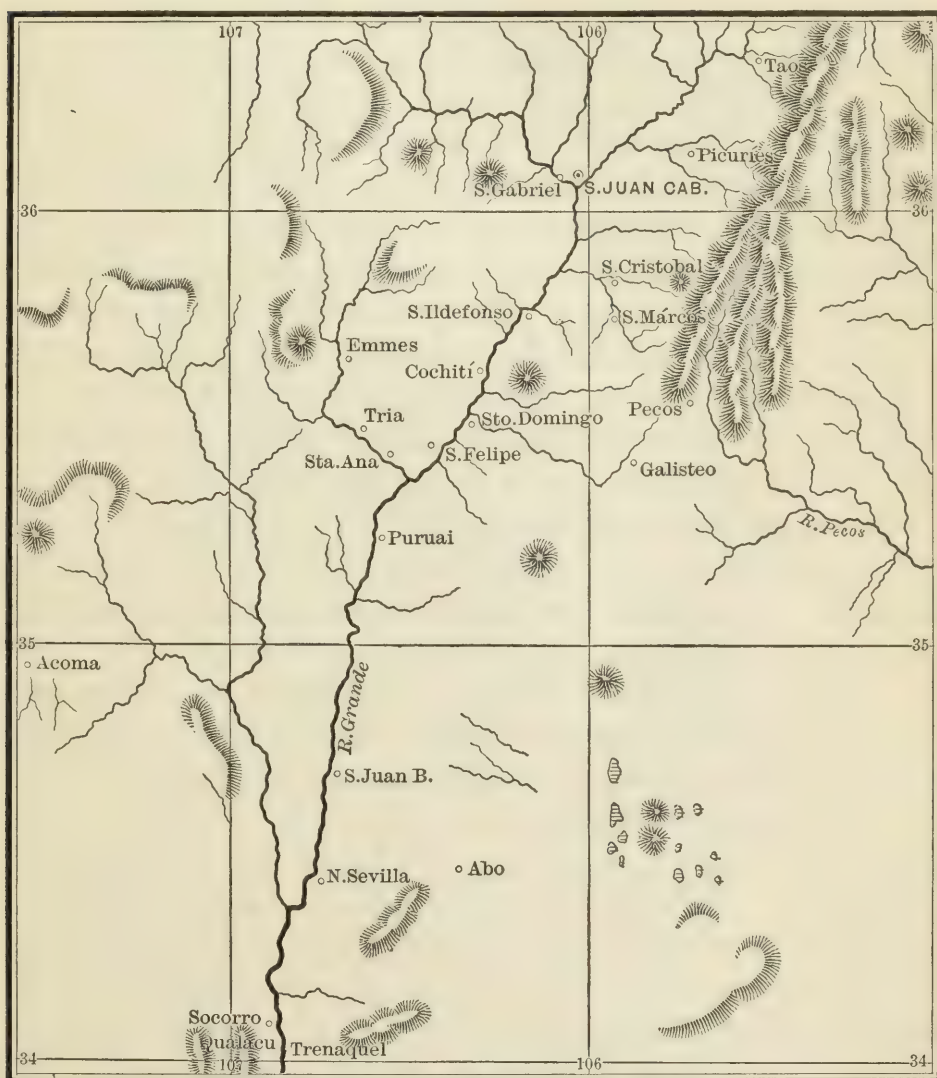 107
106
Taos
Picuries
S.Gabriel
S.JUAN CAB.
36
36
S.Cristobal
S.Ildefonso
S.Márcos
Emmes
Cochití
Pecos
Tria
Sto.Domingo
Sta.Ana
S.Felipe
Galisteo
R.Pecos
Puruai
35
35
Acoma
R.Grande
S.Juan B.
N.Sevilla
Abo
Socorro
Qualacu
Trenaquel
34
107
106
34